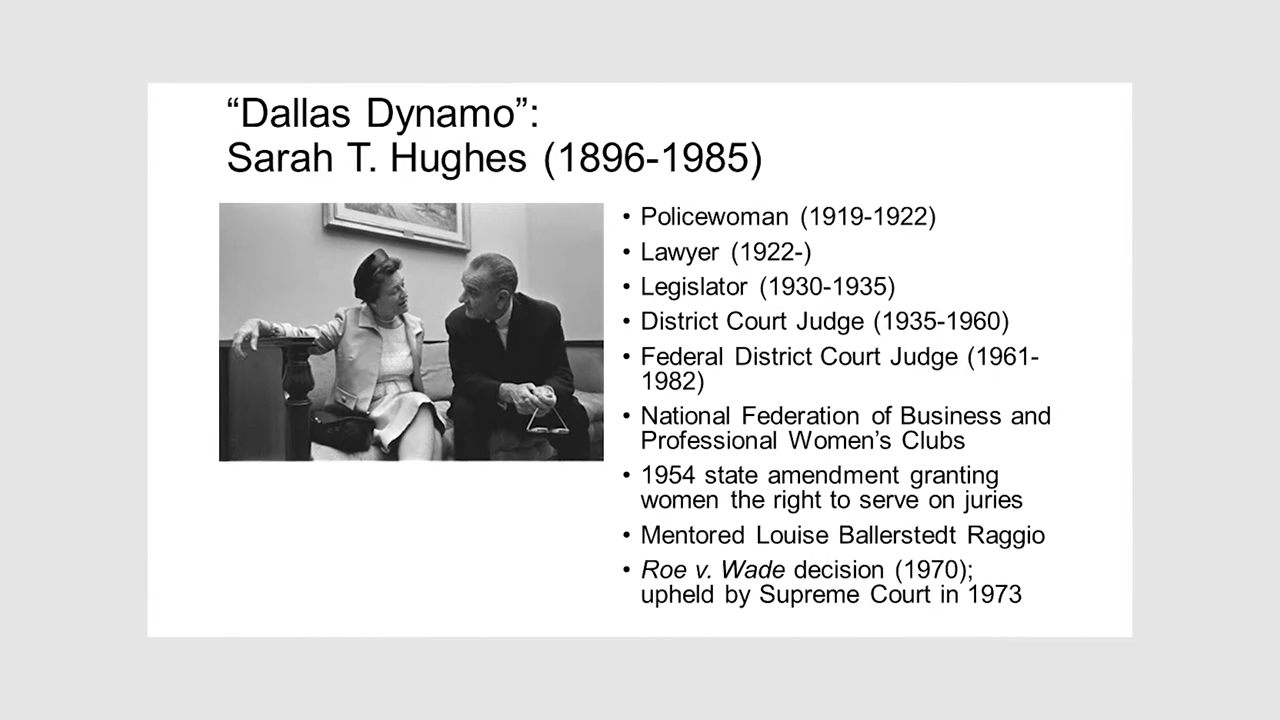 “Dallas Dynamo”:
Sarah T. Hughes (1896-1985)
• Policewoman (1919-1922)
• Lawyer (1922-)
• Legislator (1930-1935)
• District Court Judge (1935-1960)
• Federal District Court Judge (1961-
1982)
• National Federation of Business and
Professional Women’s Clubs
• 1954 state amendment granting
women the right to serve on juries
• Mentored Louise Ballerstedt Raggio
• Roe v. Wade decision (1970);
upheld by Supreme Court in 1973